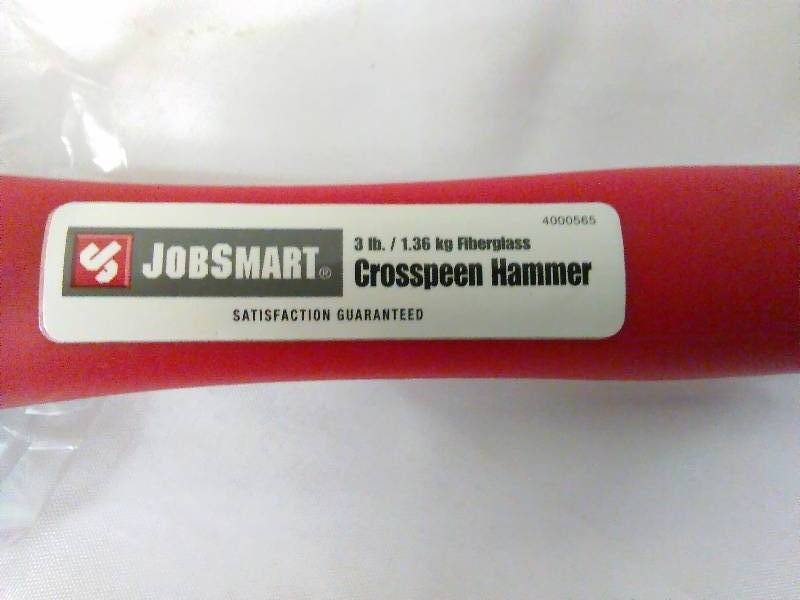 4000565
JOBSMART®
3 lb. / 1.36 kg Fiberglass
Crosspeen Hammer
SATISFACTION GUARANTEED